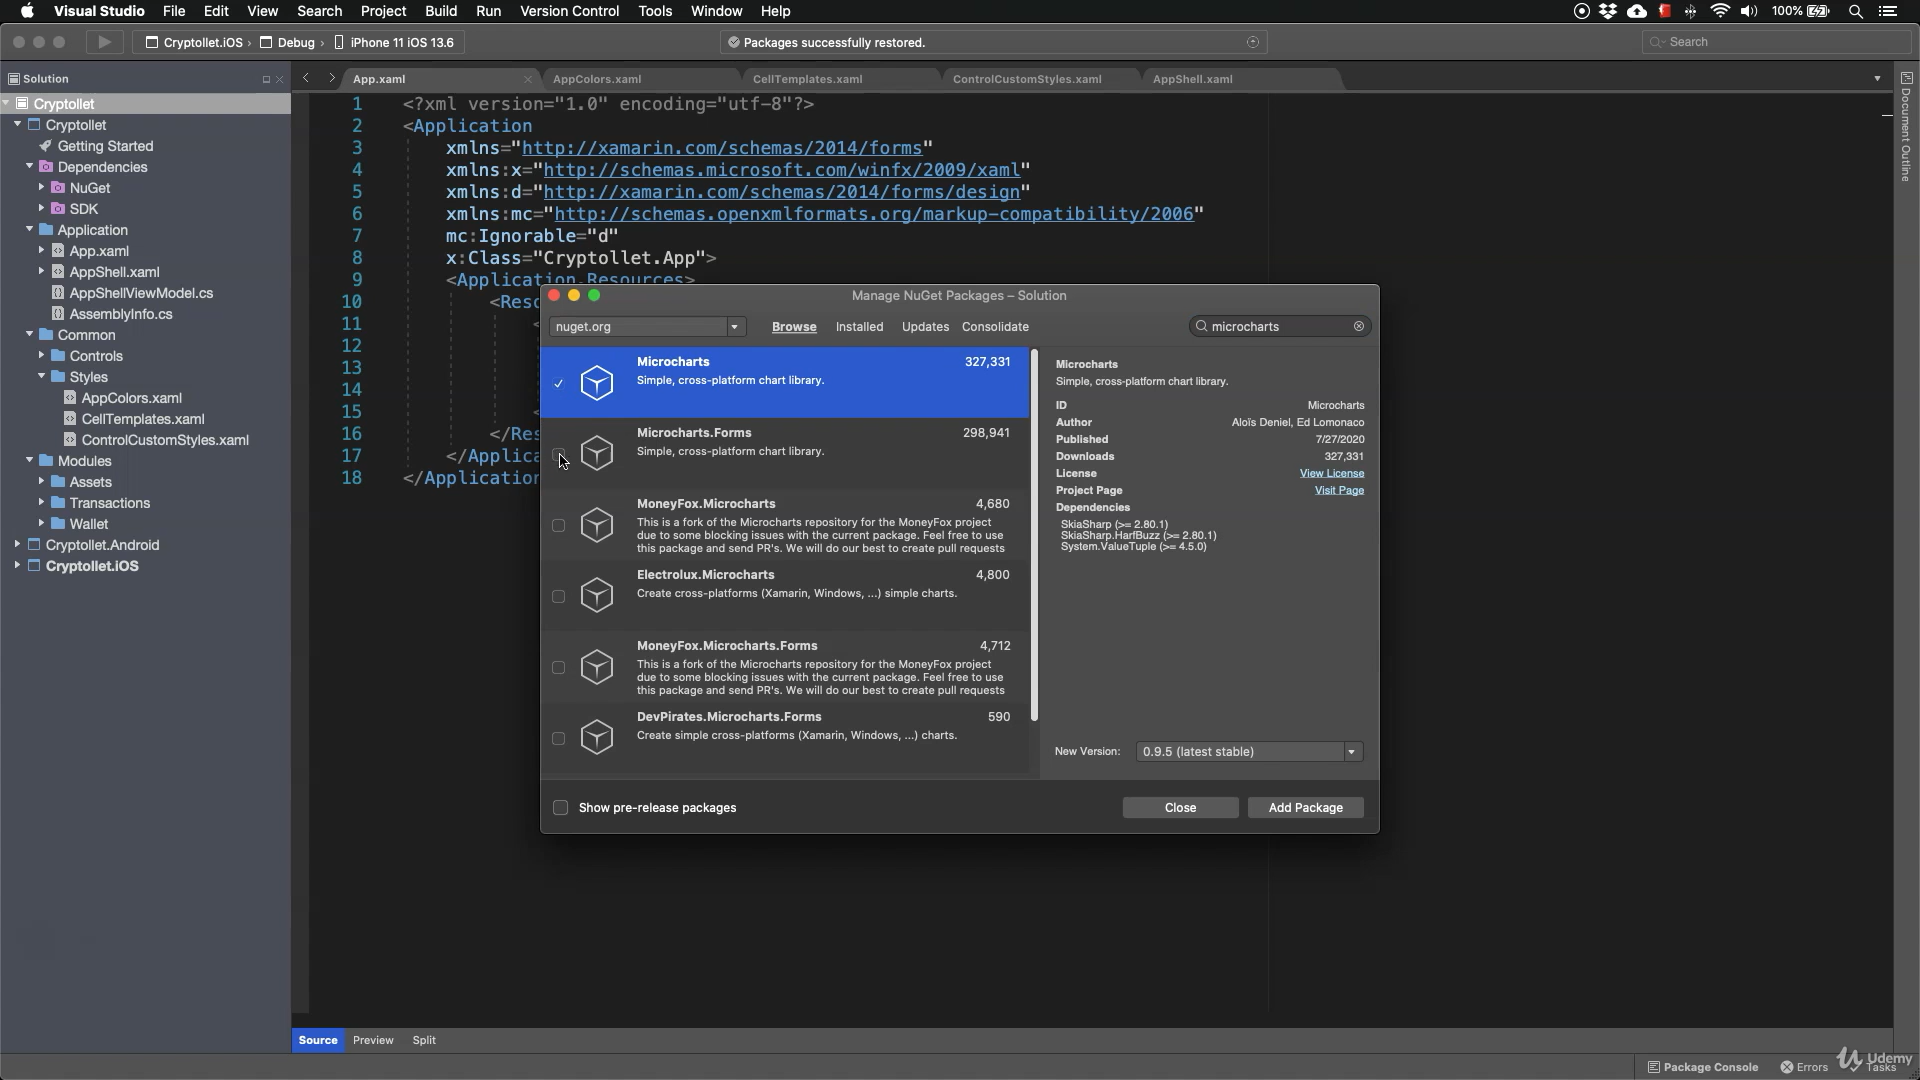 Visual Studio File Edit View Search Project Build Run Version Control Tools Window Help 100%
Cryptollet.iOS › Debug › iPhone 11 iOS 13.6 Packages successfully restored. Search
Solution
App.xaml AppColors.xaml CellTemplates.xaml ControlCustomStyles.xaml AppShell.xaml
Document Outline
Cryptollet
Cryptollet
Getting Started
Dependencies
NuGet
SDK
Application
App.xaml
AppShell.xaml
AppShellViewModel.cs
AssemblyInfo.cs
Common
Controls
Styles
AppColors.xaml
CellTemplates.xaml
ControlCustomStyles.xaml
Modules
Assets
Transactions
Wallet
Cryptollet.Android
Cryptollet.iOS
1 <?xml version="1.0" encoding="utf-8"?>
2 <Application
3 xmlns="http://xamarin.com/schemas/2014/forms"
4 xmlns:x="http://schemas.microsoft.com/winfx/2009/xaml"
5 xmlns:d="http://xamarin.com/schemas/2014/forms/design"
6 xmlns:mc="http://schemas.openxmlformats.org/markup-compatibility/2006"
7 mc:Ignorable="d"
8 x:Class="Cryptollet.App">
9 <Application.Resources>
10 <Reso
11 <
12
13
14
15 <
16 </Res
17 </Applica
18 </Application
Manage NuGet Packages – Solution
nuget.org Browse Installed Updates Consolidate microcharts
Microcharts 327,331
Simple, cross-platform chart library.
Microcharts.Forms 298,941
Simple, cross-platform chart library.
MoneyFox.Microcharts 4,680
This is a fork of the Microcharts repository for the MoneyFox project
due to some blocking issues with the current package. Feel free to use
this package and send PR's. We will do our best to create pull requests
Electrolux.Microcharts 4,800
Create cross-platforms (Xamarin, Windows, ...) simple charts.
MoneyFox.Microcharts.Forms 4,712
This is a fork of the Microcharts repository for the MoneyFox project
due to some blocking issues with the current package. Feel free to use
this package and send PR's. We will do our best to create pull requests
DevPirates.Microcharts.Forms 590
Create simple cross-platforms (Xamarin, Windows, ...) charts.
Microcharts
Simple, cross-platform chart library.
ID Microcharts
Author Aloïs Deniel, Ed Lomonaco
Published 7/27/2020
Downloads 327,331
License View License
Project Page Visit Page
Dependencies
SkiaSharp (>= 2.80.1)
SkiaSharp.HarfBuzz (>= 2.80.1)
System.ValueTuple (>= 4.5.0)
New Version: 0.9.5 (latest stable)
Show pre-release packages Close Add Package
Source Preview Split
Package Console Errors Tasks
Udemy